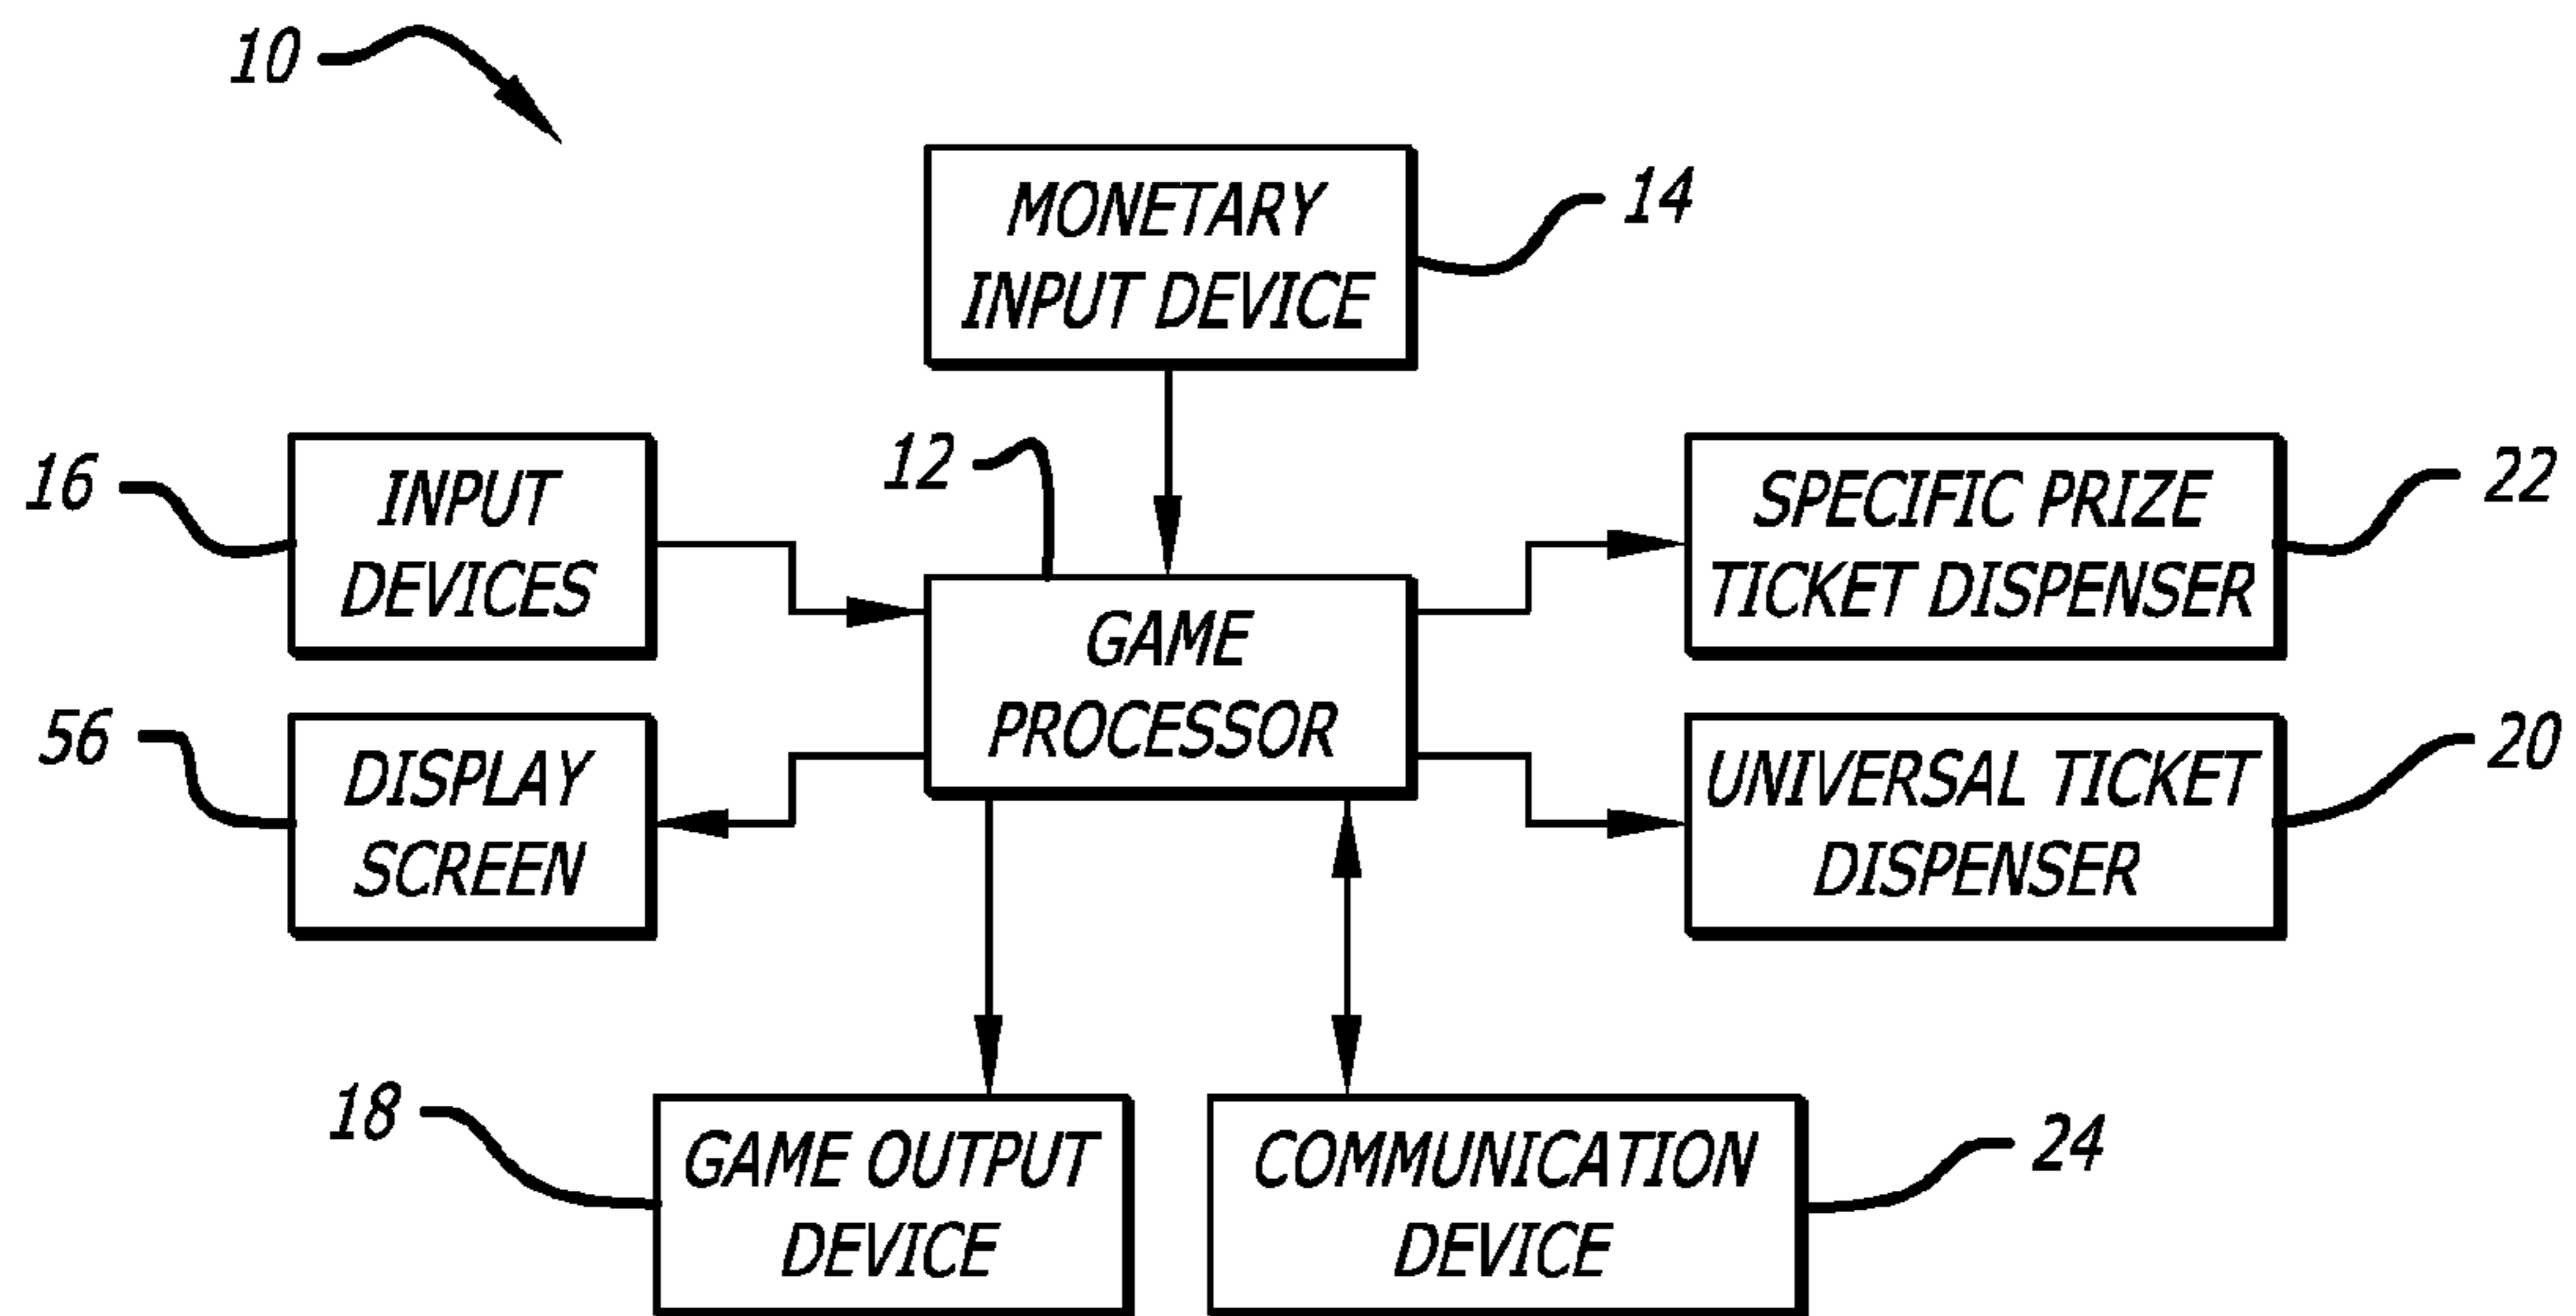 10
MONETARY
INPUT DEVICE
14
16
INPUT
DEVICES
12
GAME
PROCESSOR
SPECIFIC PRIZE
TICKET DISPENSER
22
56
DISPLAY
SCREEN
UNIVERSAL TICKET
DISPENSER
20
18
GAME OUTPUT
DEVICE
COMMUNICATION
DEVICE
24